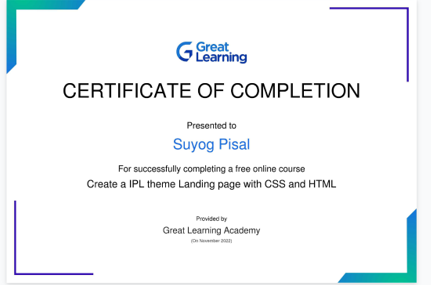 Great
Learning
CERTIFICATE OF COMPLETION
Presented to
Suyog Pisal
For successfully completing a free online course
Create a IPL theme Landing page with CSS and HTML
Provided by
Great Learning Academy
(On November 2022)